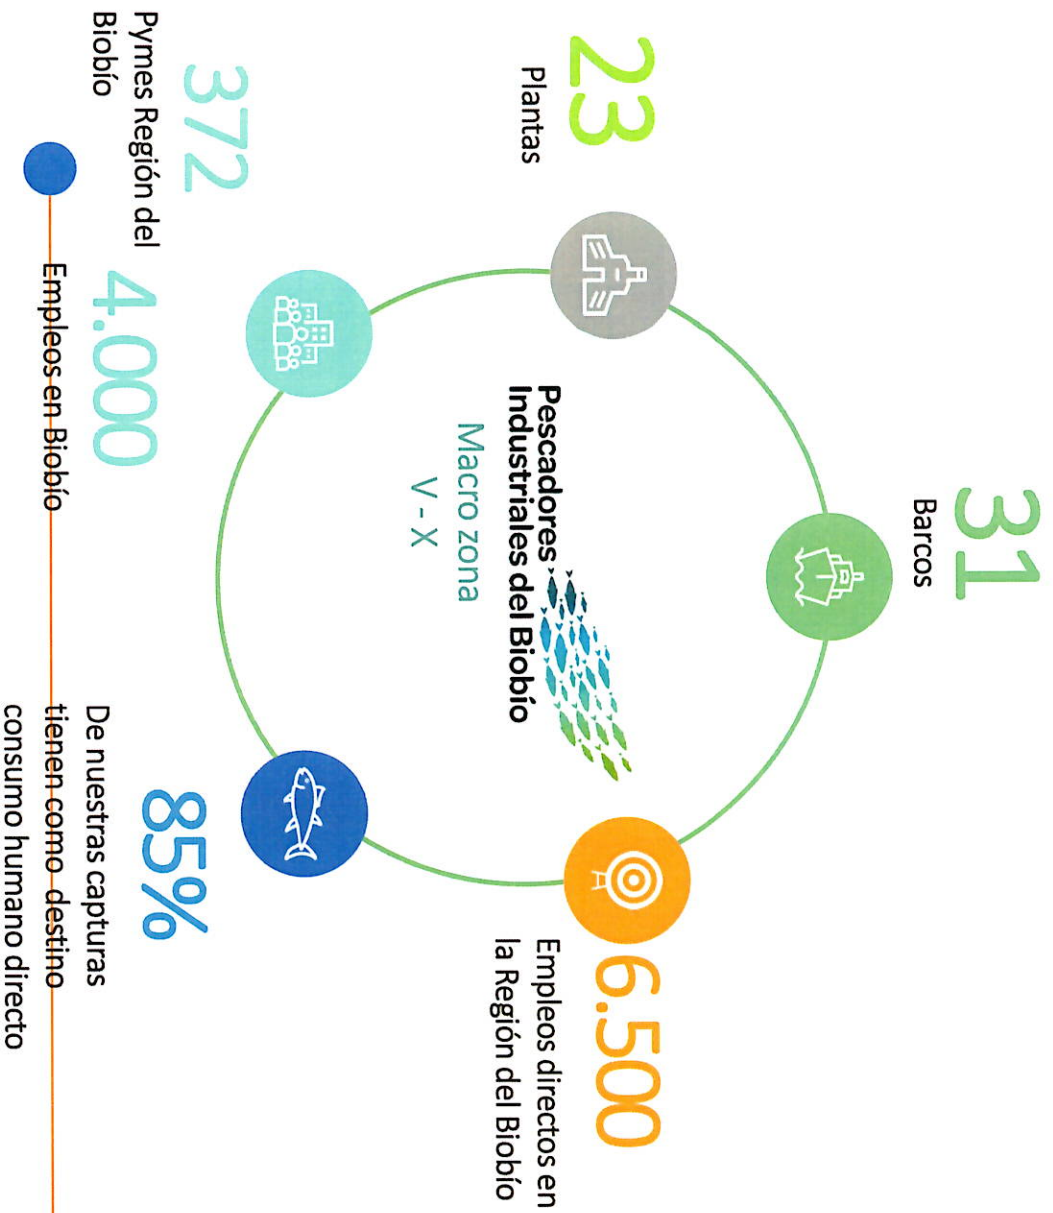 31
Barcos
23
Plantas
6.500
Empleos directos en
la Región del Biobío
Pescadores
Industriales del Biobío
Macro zona
V - X
372
Pymes Región del
Biobío
4.000
Empleos en Biobío
85%
De nuestras capturas
tienen como destino
consumo humano directo